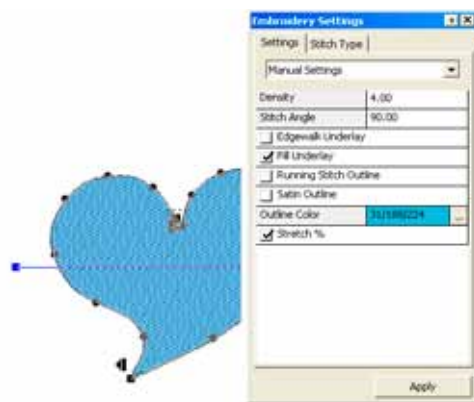 Embroidery Settings
Settings Stitch Type
Manual Settings
Density 4.00
Stitch Angle 90.00
Edgewalk Underlay
Fill Underlay
Running Stitch Outline
Satin Outline
Outline Color
Stretch %
Apply